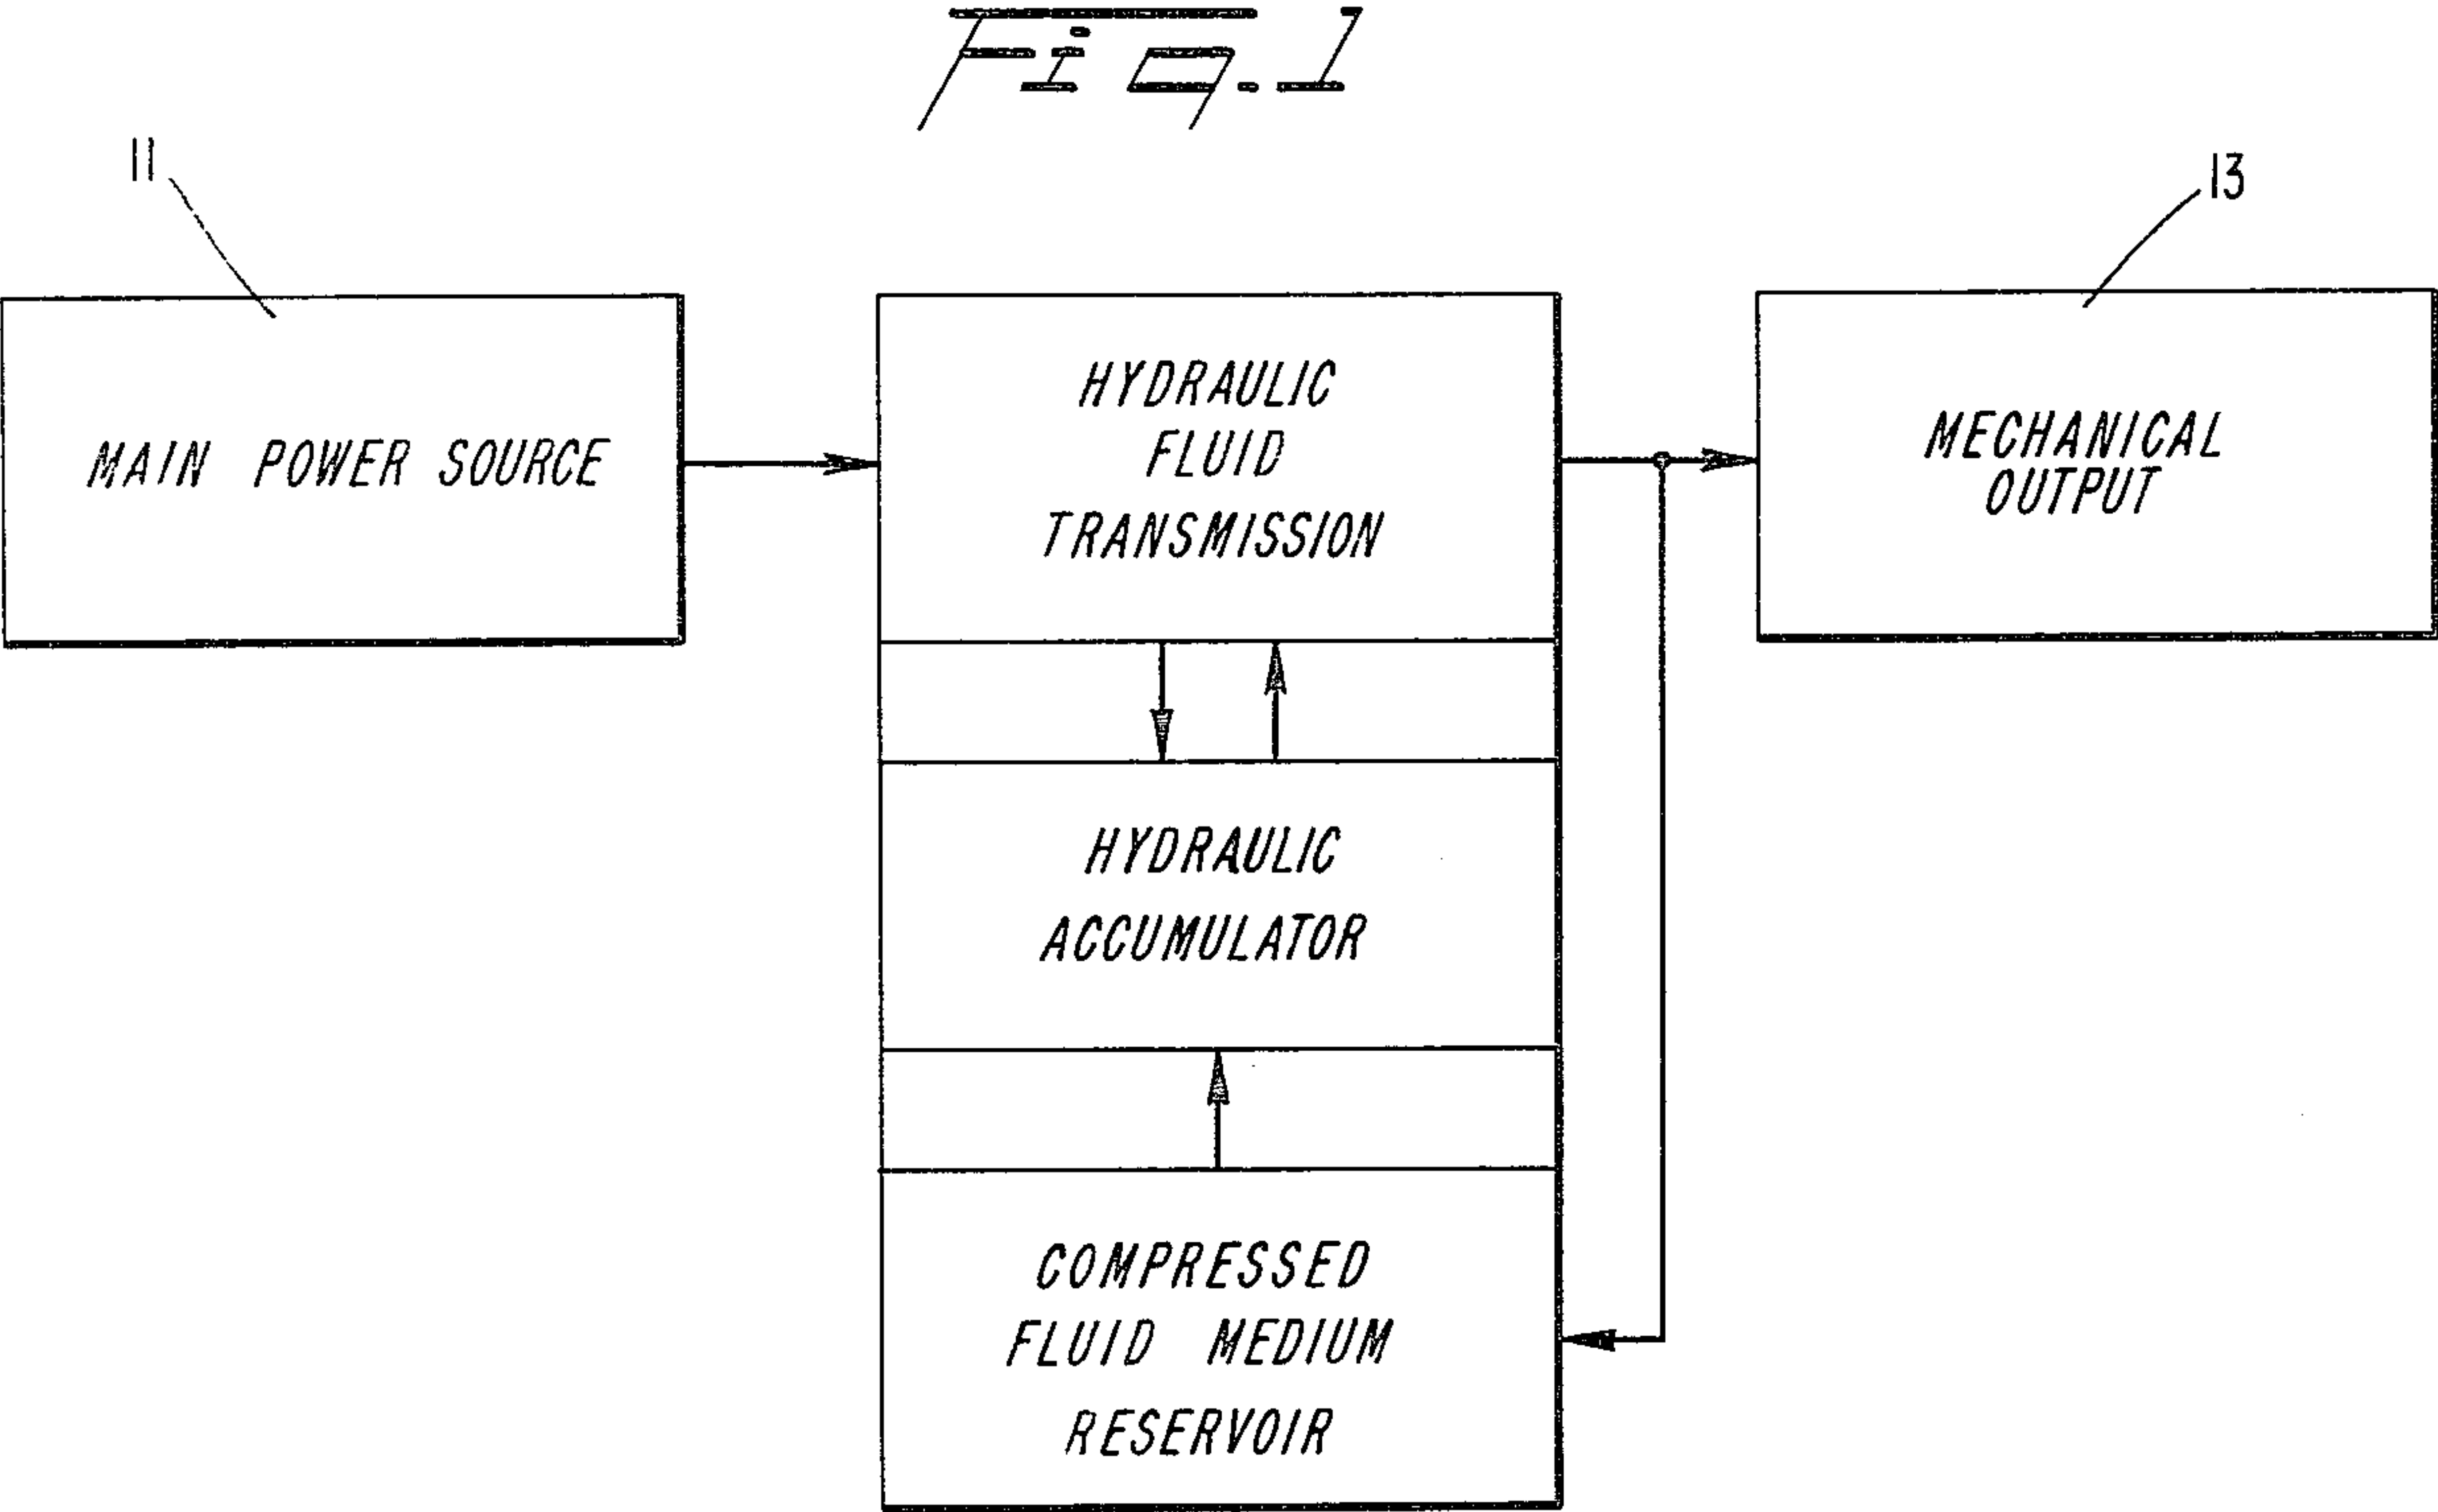 Fig. 1
11
13
MAIN POWER SOURCE
HYDRAULIC
FLUID
TRANSMISSION
MECHANICAL
OUTPUT
HYDRAULIC
ACCUMULATOR
COMPRESSED
FLUID MEDIUM
RESERVOIR